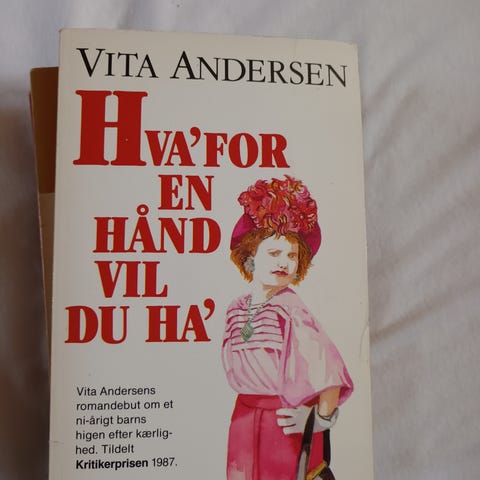 VITA ANDERSEN
HVA'FOR
EN
HÅND
VIL
DU HA'
Vita Andersens
romandebut om et
ni-årigt barns
higen efter kærlig-
hed. Tildelt
Kritikerprisen 1987.